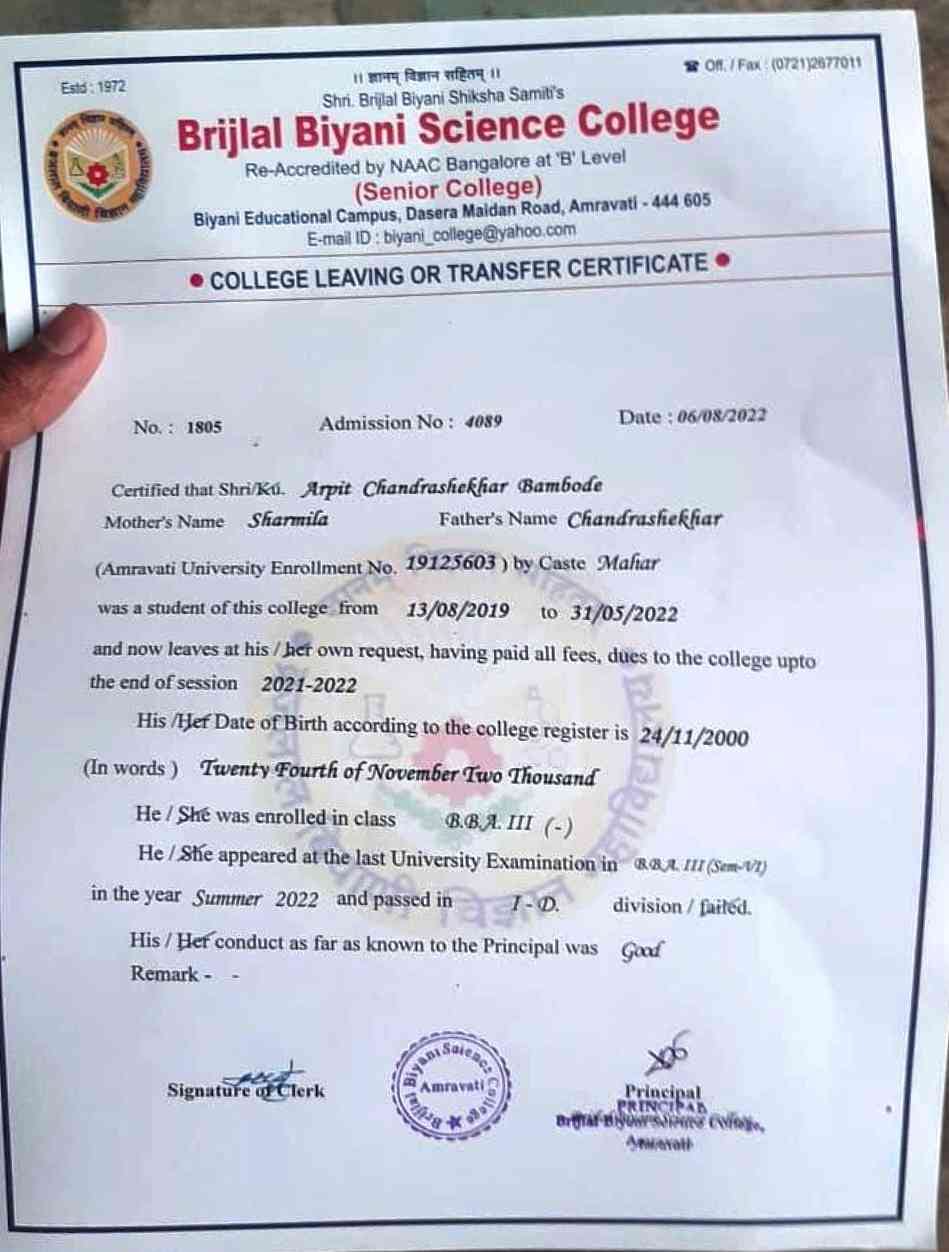 Estd : 1972
।। ज्ञानम् विज्ञान सहितम् ।।
☎ Off. / Fax : (0721)2677011
Shri. Brijlal Biyani Shiksha Samiti's
Brijlal Biyani Science College
Re-Accredited by NAAC Bangalore at 'B' Level
(Senior College)
Biyani Educational Campus, Dasera Maidan Road, Amravati - 444 605
E-mail ID : biyani_college@yahoo.com
• COLLEGE LEAVING OR TRANSFER CERTIFICATE •
No. : 1805 Admission No : 4089 Date : 06/08/2022
Certified that Shri/Ku. Arpit Chandrashekhar Bambode
Mother's Name Sharmila Father's Name Chandrashekhar
(Amravati University Enrollment No. 19125603 ) by Caste Mahar
was a student of this college from 13/08/2019 to 31/05/2022
and now leaves at his / her own request, having paid all fees, dues to the college upto
the end of session 2021-2022
His /Her Date of Birth according to the college register is 24/11/2000
(In words ) Twenty Fourth of November Two Thousand
He / She was enrolled in class B.B.A. III (-)
He / She appeared at the last University Examination in B.B.A. III (Sem-VI)
in the year Summer 2022 and passed in I - D. division / failed.
His / Her conduct as far as known to the Principal was Good
Remark - -
Signature of Clerk
Brijlal Biyani Science College
Amravati
Principal
PRINCIPAL
Brijlal Biyani Science College,
Amravati